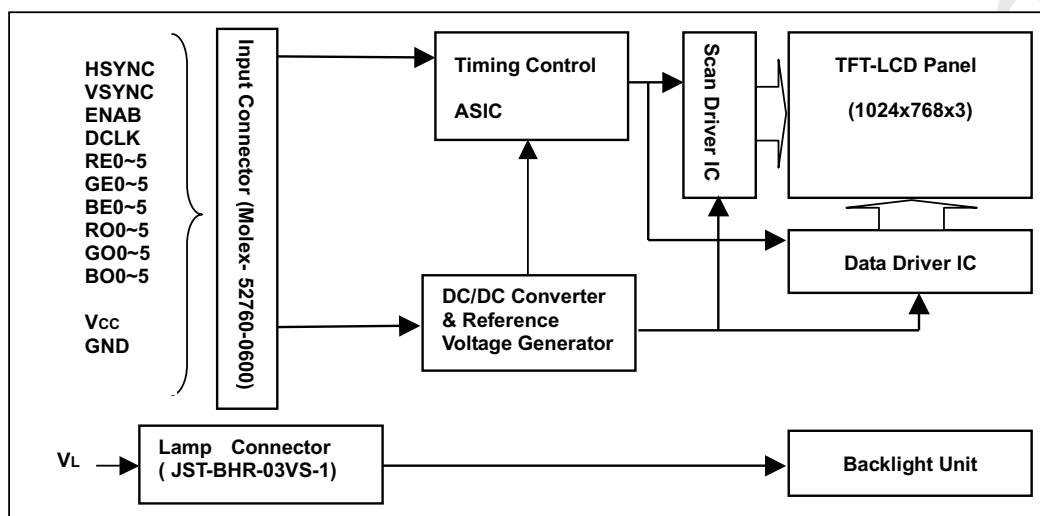 HSYNC
VSYNC
ENAB
DCLK
RE0~5
GE0~5
BE0~5
RO0~5
GO0~5
BO0~5
VCC
GND
Input Connector (Molex- 52760-0600)
Timing Control
ASIC
Scan Driver IC
TFT-LCD Panel
(1024x768x3)
Data Driver IC
DC/DC Converter
& Reference
Voltage Generator
VL
Lamp Connector
( JST-BHR-03VS-1)
Backlight Unit